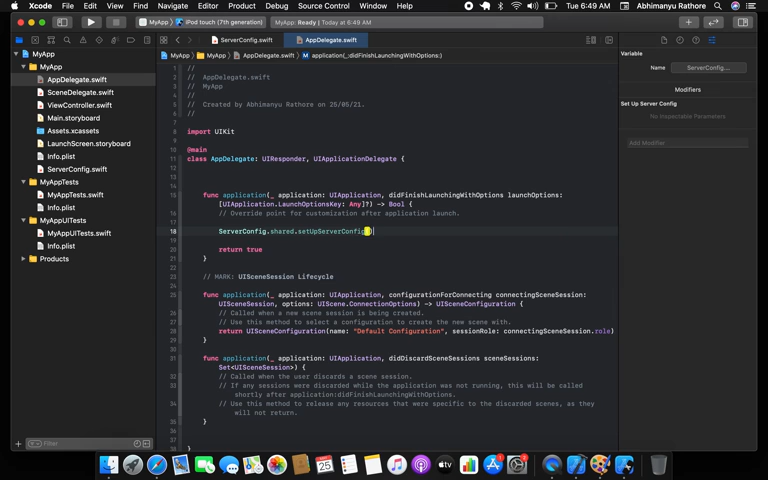 Xcode File Edit View Find Navigate Editor Product Debug Source Control Window Help
Tue 6:49 AM Abhimanyu Rathore
MyApp iPod touch (7th generation)
MyApp: Ready | Today at 6:49 AM
ServerConfig.swift AppDelegate.swift
MyApp MyApp AppDelegate.swift M application(_:didFinishLaunchingWithOptions:)
MyApp
MyApp
AppDelegate.swift
SceneDelegate.swift
ViewController.swift
Main.storyboard
Assets.xcassets
LaunchScreen.storyboard
Info.plist
ServerConfig.swift
MyAppTests
MyAppTests.swift
Info.plist
MyAppUITests
MyAppUITests.swift
Info.plist
Products
Filter
//
// AppDelegate.swift
// MyApp
//
// Created by Abhimanyu Rathore on 25/05/21.
//
import UIKit
@main
class AppDelegate: UIResponder, UIApplicationDelegate {
func application(_ application: UIApplication, didFinishLaunchingWithOptions launchOptions:
[UIApplication.LaunchOptionsKey: Any]?) -> Bool {
// Override point for customization after application launch.
ServerConfig.shared.setUpServerConfig()
return true
}
// MARK: UISceneSession Lifecycle
func application(_ application: UIApplication, configurationForConnecting connectingSceneSession:
UISceneSession, options: UIScene.ConnectionOptions) -> UISceneConfiguration {
// Called when a new scene session is being created.
// Use this method to select a configuration to create the new scene with.
return UISceneConfiguration(name: "Default Configuration", sessionRole: connectingSceneSession.role)
}
func application(_ application: UIApplication, didDiscardSceneSessions sceneSessions:
Set<UISceneSession>) {
// Called when the user discards a scene session.
// If any sessions were discarded while the application was not running, this will be called
shortly after application:didFinishLaunchingWithOptions.
// Use this method to release any resources that were specific to the discarded scenes, as they
will not return.
}
}
Variable
Name ServerConfig....
Modifiers
Set Up Server Config
No Inspectable Parameters
Add Modifier
25